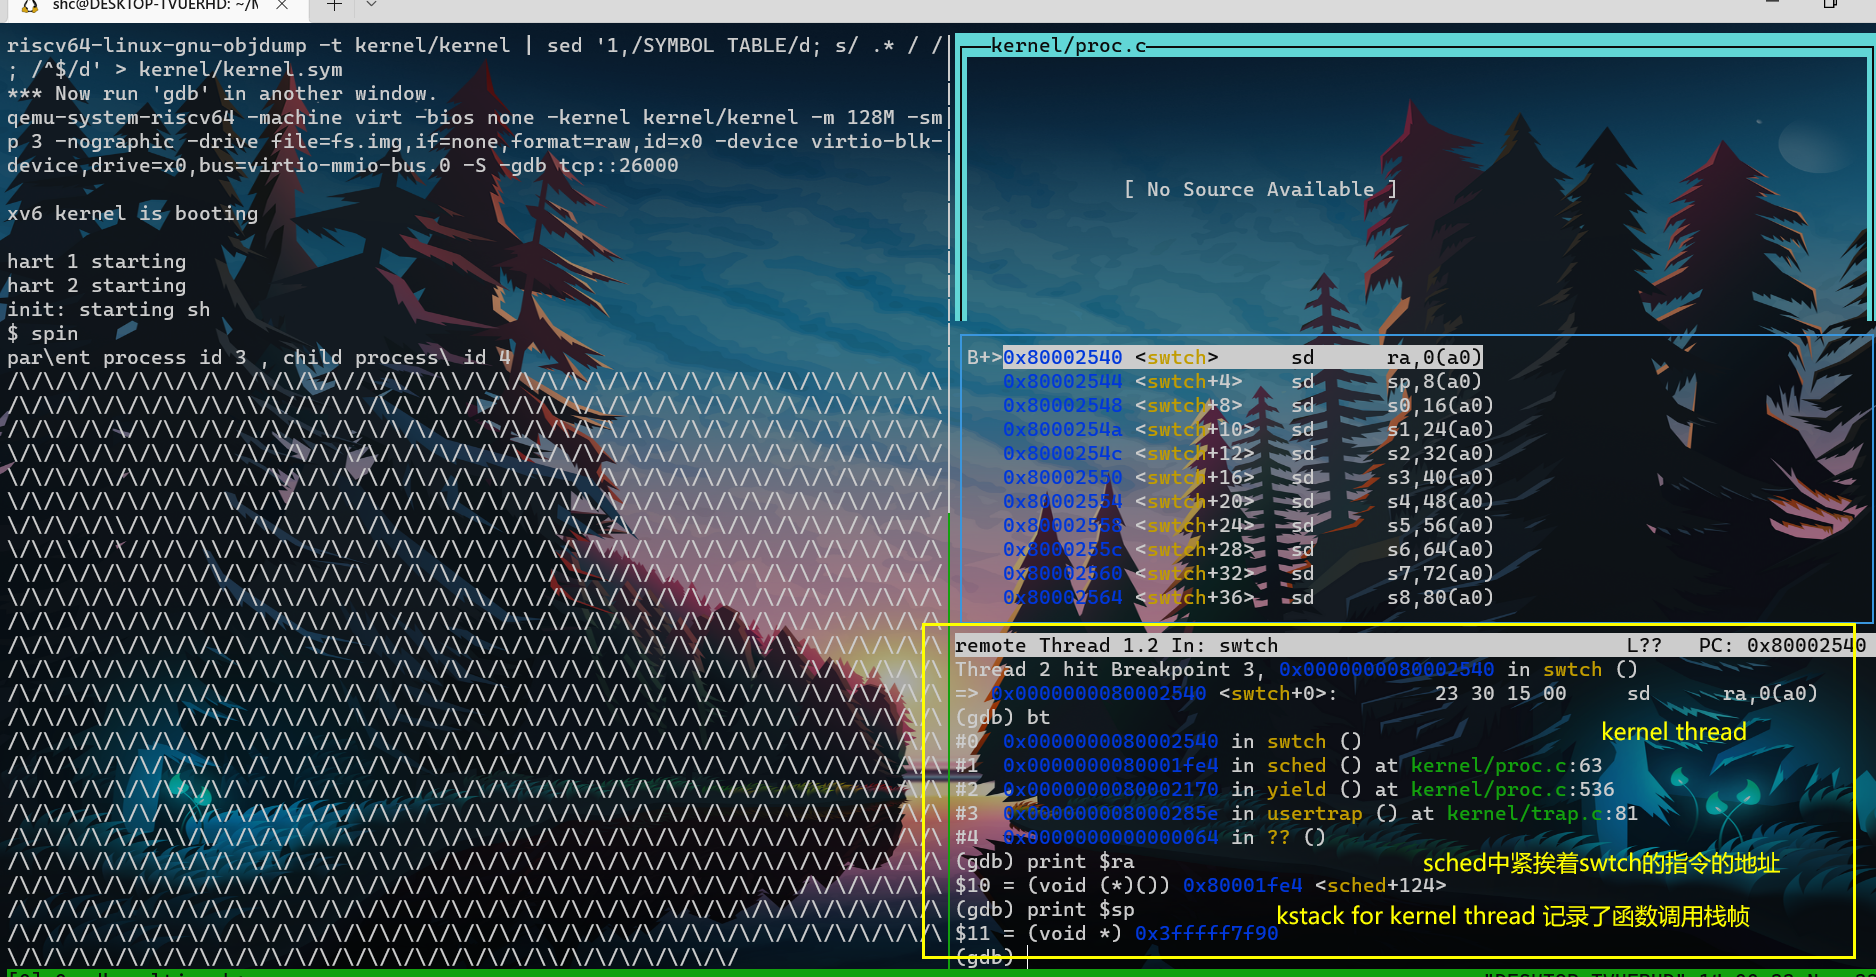 shc@DESKTOP-TVUERHD: ~/
riscv64-linux-gnu-objdump -t kernel/kernel | sed '1,/SYMBOL TABLE/d; s/ .* / /
; /^$/d' > kernel/kernel.sym
*** Now run 'gdb' in another window.
qemu-system-riscv64 -machine virt -bios none -kernel kernel/kernel -m 128M -sm
p 3 -nographic -drive file=fs.img,if=none,format=raw,id=x0 -device virtio-blk-
device,drive=x0,bus=virtio-mmio-bus.0 -S -gdb tcp::26000
xv6 kernel is booting
hart 1 starting
hart 2 starting
init: starting sh
$ spin
par\ent process id 3 , child process\ id 4
kernel/proc.c
[ No Source Available ]
B+>0x80002540 <swtch> sd ra,0(a0)
0x80002544 <swtch+4> sd sp,8(a0)
0x80002548 <swtch+8> sd s0,16(a0)
0x8000254a <swtch+10> sd s1,24(a0)
0x8000254c <swtch+12> sd s2,32(a0)
0x80002550 <swtch+16> sd s3,40(a0)
0x80002554 <swtch+20> sd s4,48(a0)
0x80002558 <swtch+24> sd s5,56(a0)
0x8000255c <swtch+28> sd s6,64(a0)
0x80002560 <swtch+32> sd s7,72(a0)
0x80002564 <swtch+36> sd s8,80(a0)
remote Thread 1.2 In: swtch L?? PC: 0x80002540
Thread 2 hit Breakpoint 3, 0x0000000080002540 in swtch ()
=> 0x0000000080002540 <swtch+0>: 23 30 15 00 sd ra,0(a0)
(gdb) bt
kernel thread
#0 0x0000000080002540 in swtch ()
#1 0x0000000080001fe4 in sched () at kernel/proc.c:63
#2 0x0000000080002170 in yield () at kernel/proc.c:536
#3 0x000000008000285e in usertrap () at kernel/trap.c:81
#4 0x0000000000000064 in ?? ()
(gdb) print $ra
sched中紧挨着swtch的指令的地址
$10 = (void (*)()) 0x80001fe4 <sched+124>
(gdb) print $sp
kstack for kernel thread 记录了函数调用栈帧
$11 = (void *) 0x3fffff7f90
(gdb)